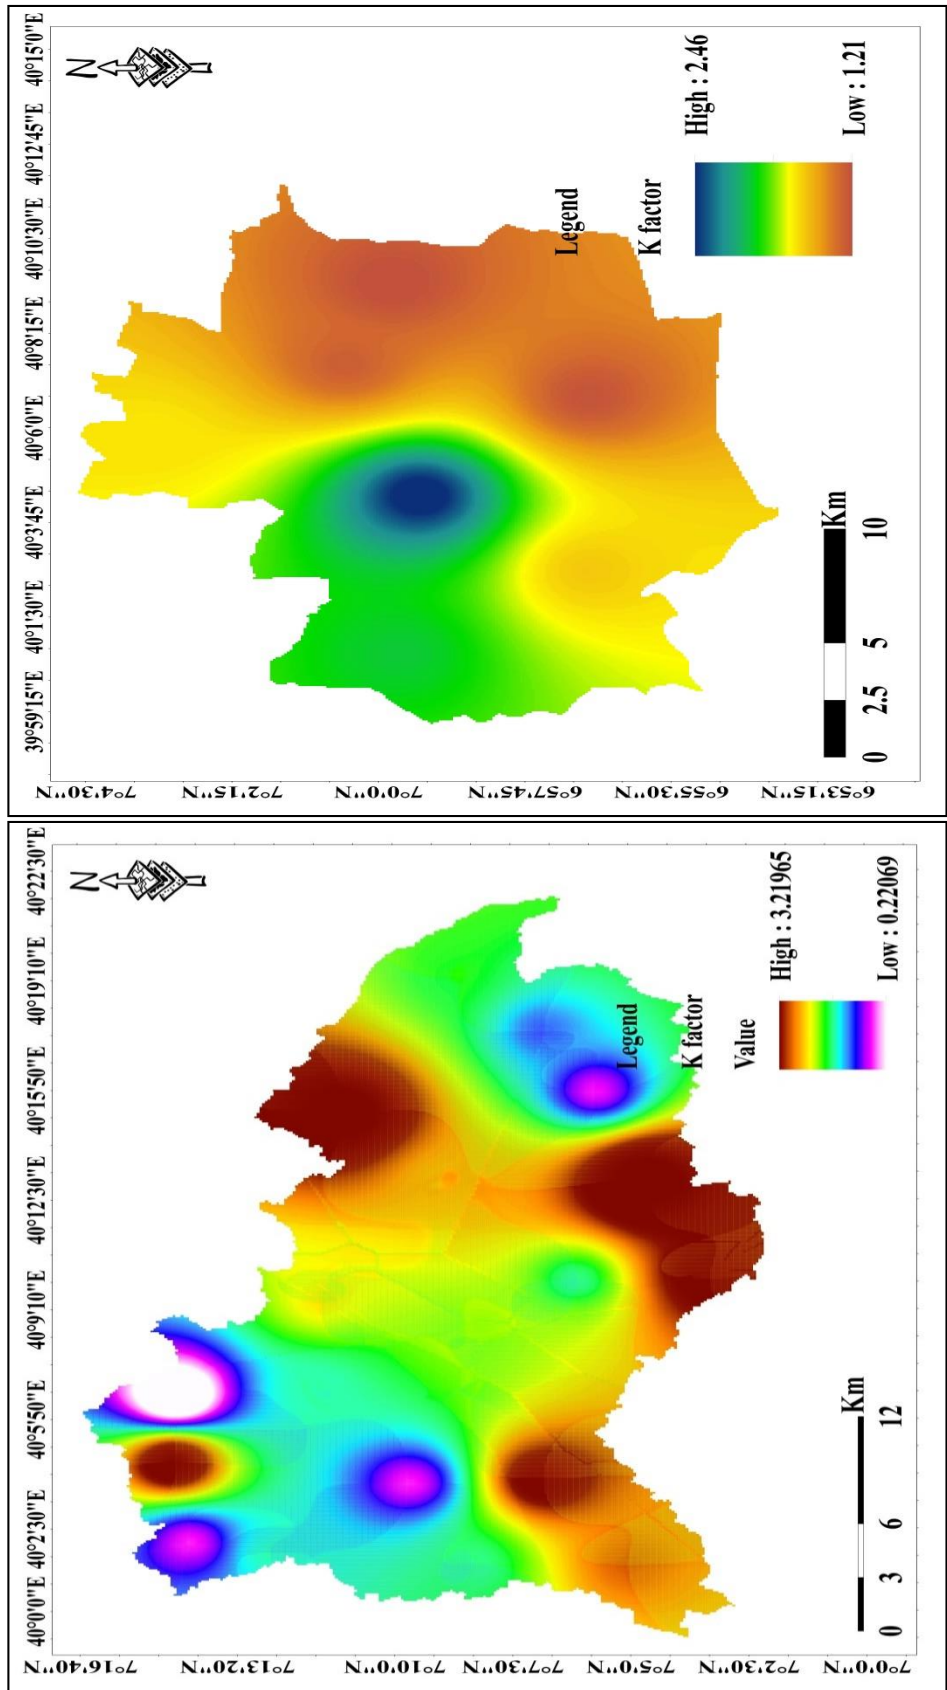 40°0'0"E
40°2'30"E
40°5'50"E
40°9'10"E
40°12'30"E
40°15'50"E
40°19'10"E
40°22'30"E
N
7°16'40"N
7°13'20"N
7°10'0"N
7°7'30"N
7°5'0"N
7°2'30"N
7°0'0"N
Legend
K factor
Value
High : 3.21965
Low : 0.22069
Km
0 3 6 12
39°59'15"E
40°1'30"E
40°3'45"E
40°6'0"E
40°8'15"E
40°10'30"E
40°12'45"E
40°15'0"E
N
7°4'30"N
7°2'15"N
7°0'0"N
6°57'45"N
6°55'30"N
6°53'15"N
Legend
K factor
High : 2.46
Low : 1.21
Km
0 2.5 5 10